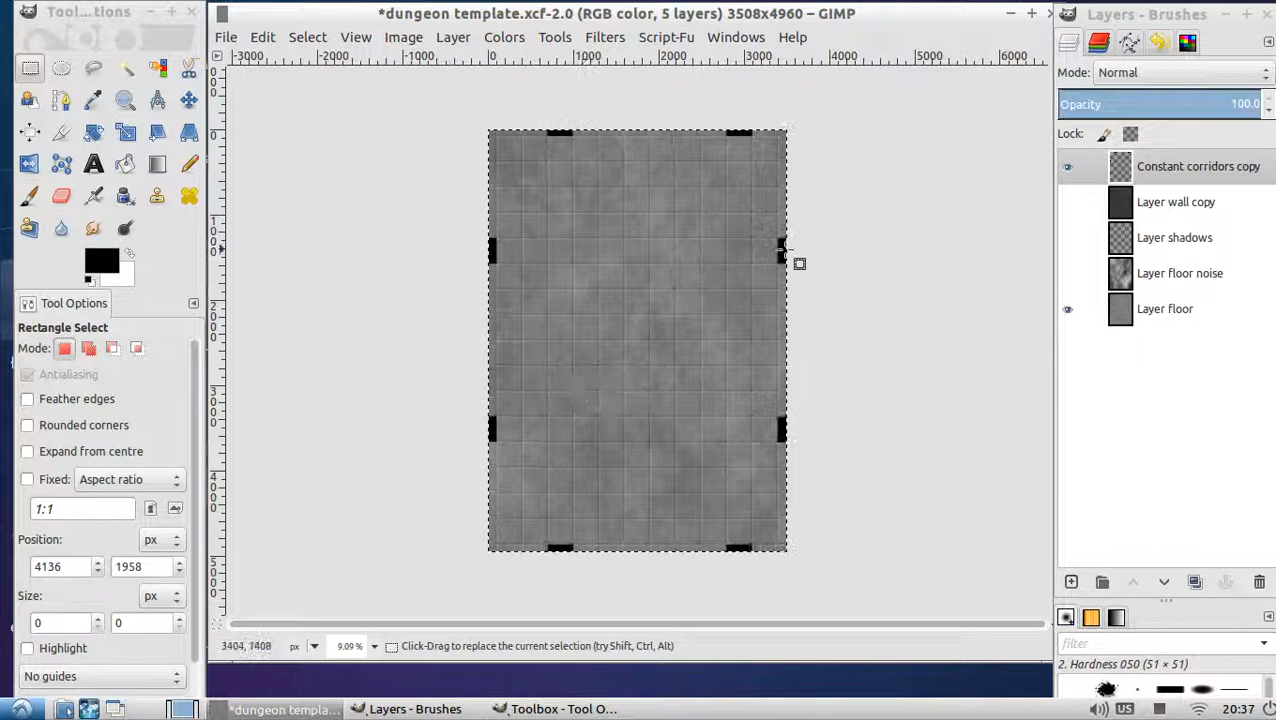 Tool...tions
*dungeon template.xcf-2.0 (RGB color, 5 layers) 3508x4960 – GIMP
Layers - Brushes
File Edit Select View Image Layer Colors Tools Filters Script-Fu Windows Help
-3000 -2000 -1000 0 1000 2000 3000 4000 5000 6000
Mode: Normal
Opacity 100.0
Lock:
Constant corridors copy
Layer wall copy
Layer shadows
Layer floor noise
Layer floor
Tool Options
Rectangle Select
Mode:
Antialiasing
Feather edges
Rounded corners
Expand from centre
Fixed: Aspect ratio
1:1
Position: px
4136 1958
Size: px
0 0
Highlight
No guides
3404, 1408 px 9.09% Click-Drag to replace the current selection (try Shift, Ctrl, Alt)
filter
2. Hardness 050 (51 × 51)
*dungeon templa... Layers - Brushes Toolbox - Tool O... US 20:37